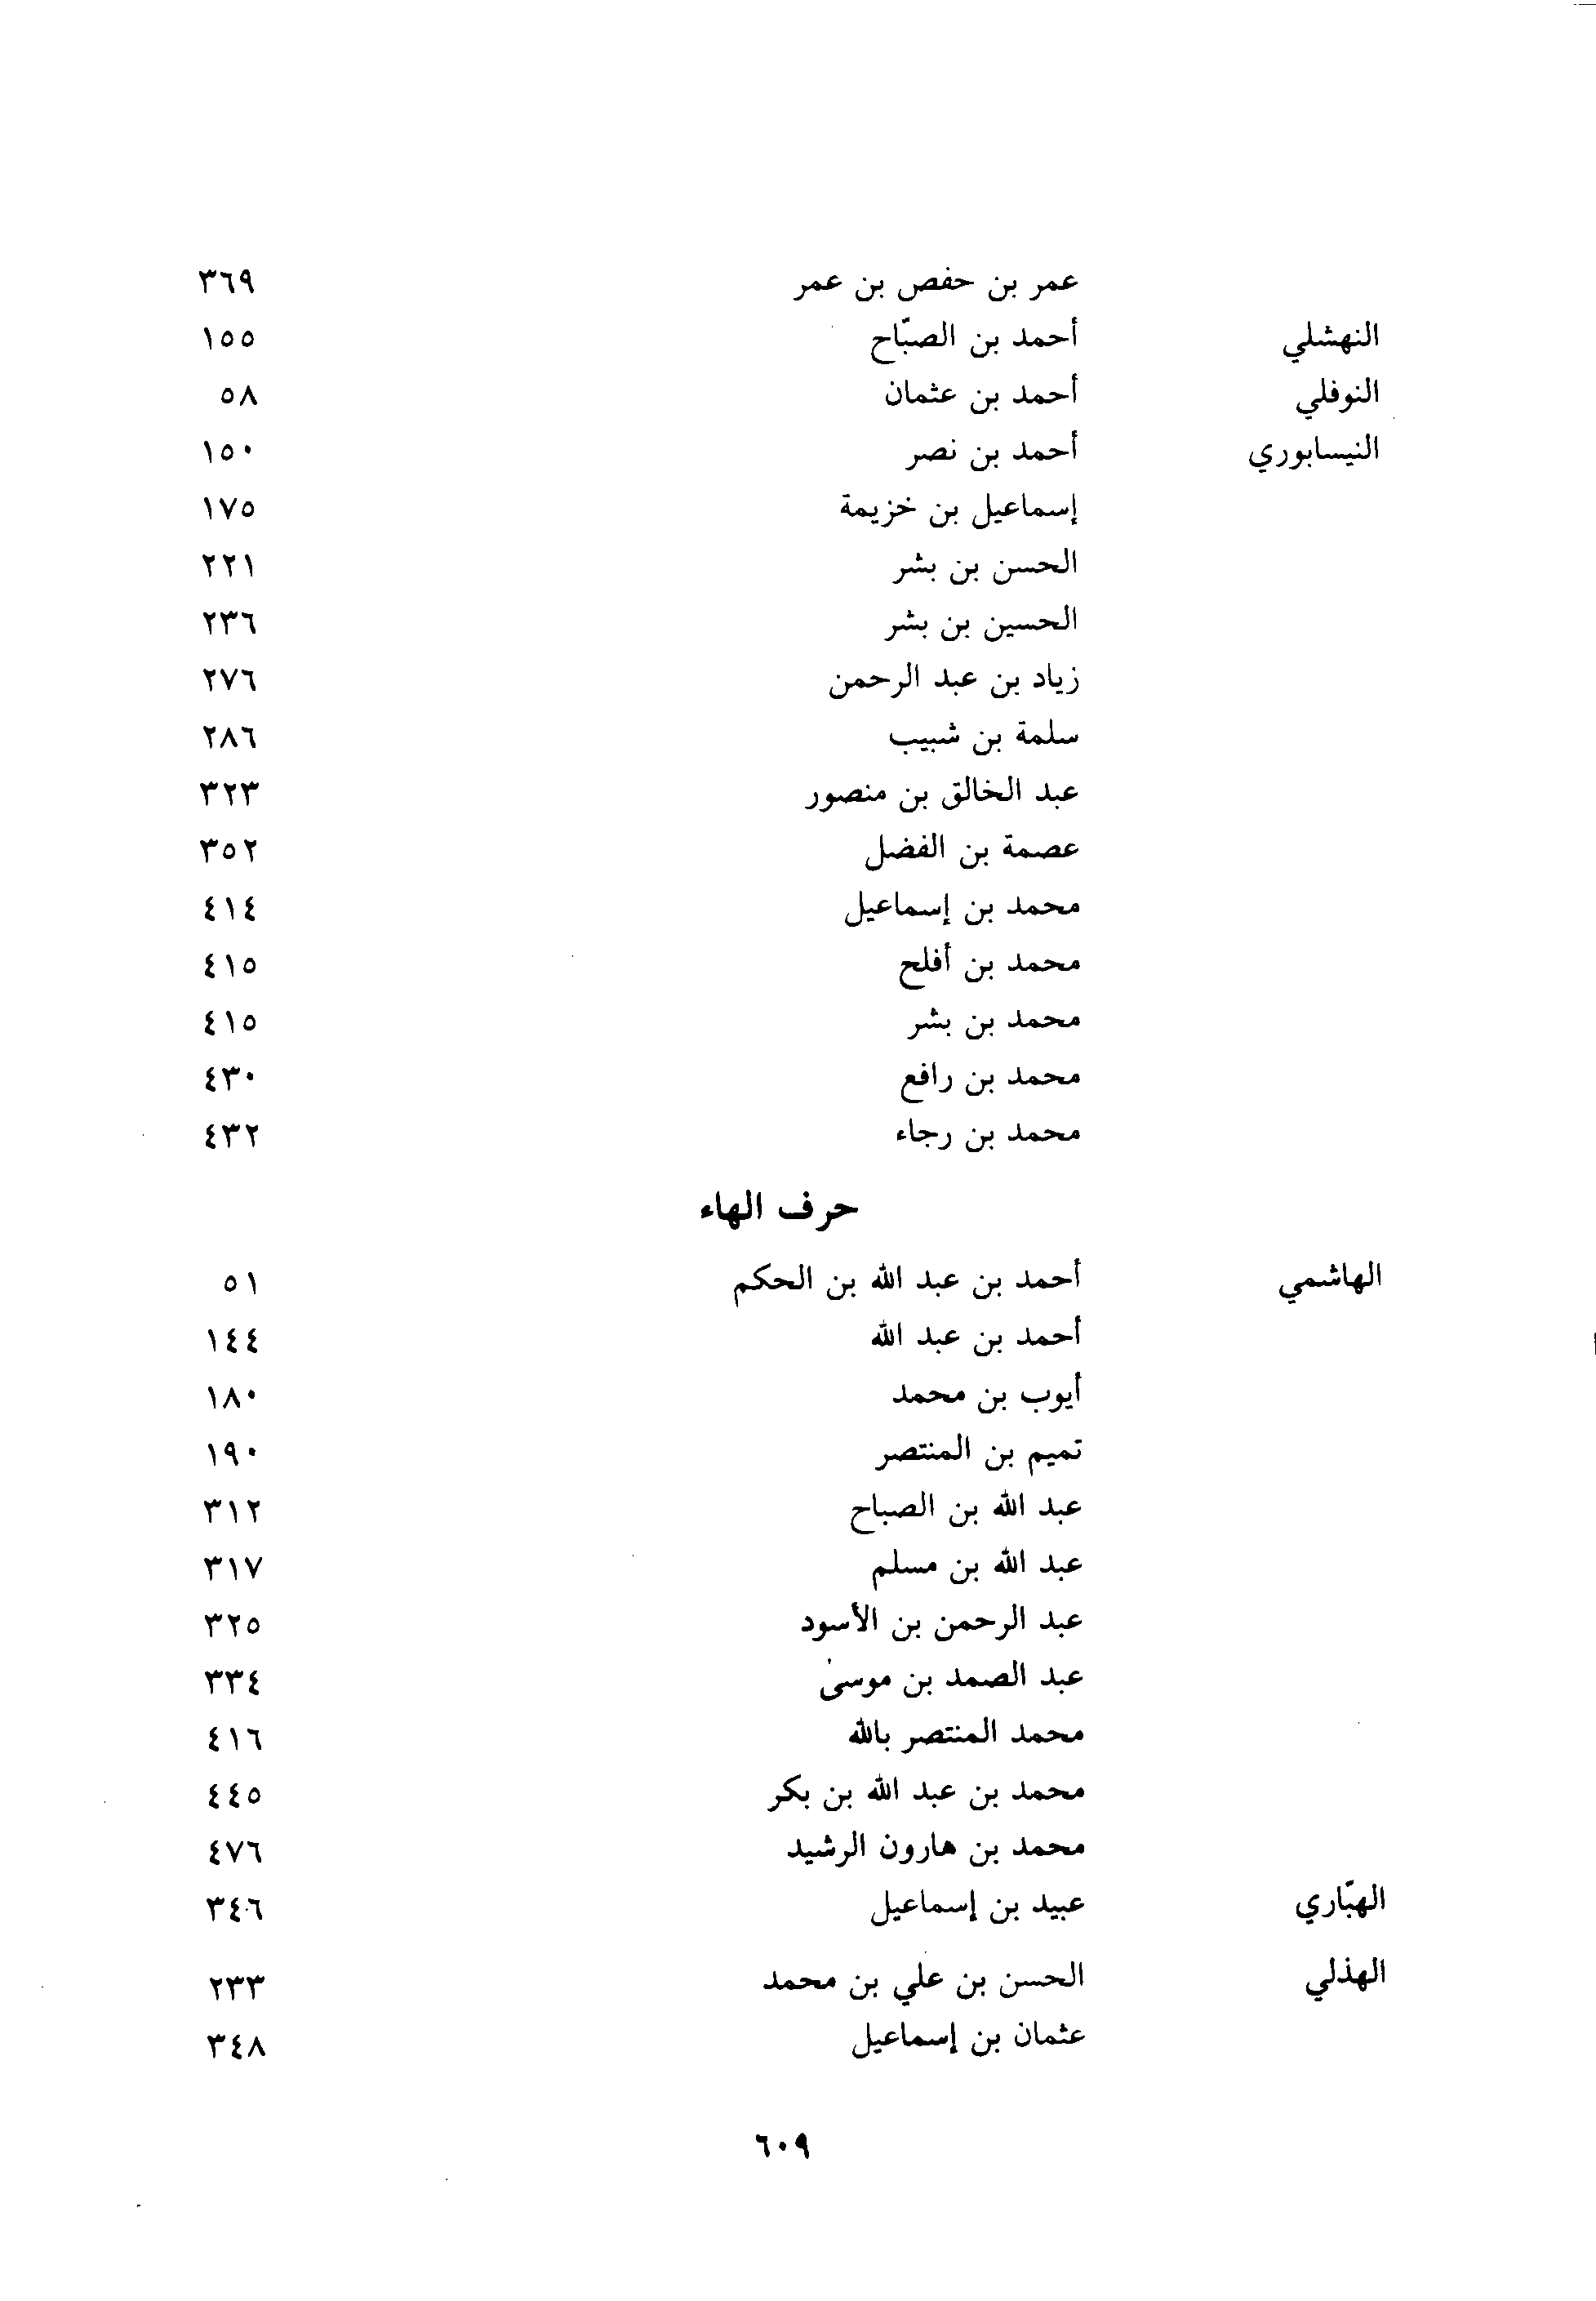 عمر بن حفص بن عمر ٣٦٩
النهشلي أحمد بن الصبّاح ١٥٥
النوفلي أحمد بن عثمان ٥٨
النيسابوري أحمد بن نصر ١٥٠
إسماعيل بن خزيمة ١٧٥
الحسن بن بشر ٢٢١
الحسين بن بشر ٢٣٦
زياد بن عبد الرحمن ٢٧٦
سلمة بن شبيب ٢٨٦
عبد الخالق بن منصور ٣٢٣
عصمة بن الفضل ٣٥٢
محمد بن إسماعيل ٤١٤
محمد بن أفلح ٤١٥
محمد بن بشر ٤١٥
محمد بن رافع ٤٣٠
محمد بن رجاء ٤٣٢
حرف الهاء
الهاشمي أحمد بن عبد الله بن الحكم ٥١
أحمد بن عبد الله ١٤٤
أيوب بن محمد ١٨٠
تميم بن المنتصر ١٩٠
عبد الله بن الصباح ٣١٢
عبد الله بن مسلم ٣١٧
عبد الرحمن بن الأسود ٣٢٥
عبد الصمد بن موسىٰ ٣٣٤
محمد المنتصر بالله ٤١٦
محمد بن عبد الله بن بكر ٤٤٥
محمد بن هارون الرشيد ٤٧٦
الهبّاري عبيد بن إسماعيل ٣٤٦
الهذلي الحسن بن علي بن محمد ٢٣٣
عثمان بن إسماعيل ٣٤٨
٦٠٩